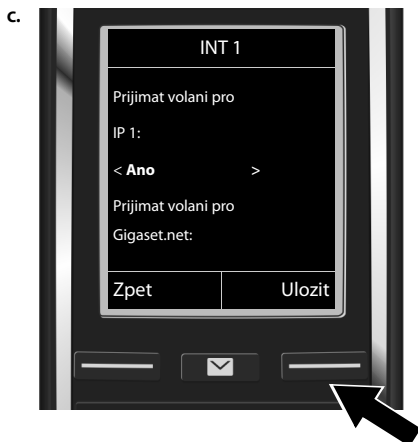 c.
INT 1
Prijimat volani pro
IP 1:
< Ano >
Prijimat volani pro
Gigaset.net:
Zpet Ulozit